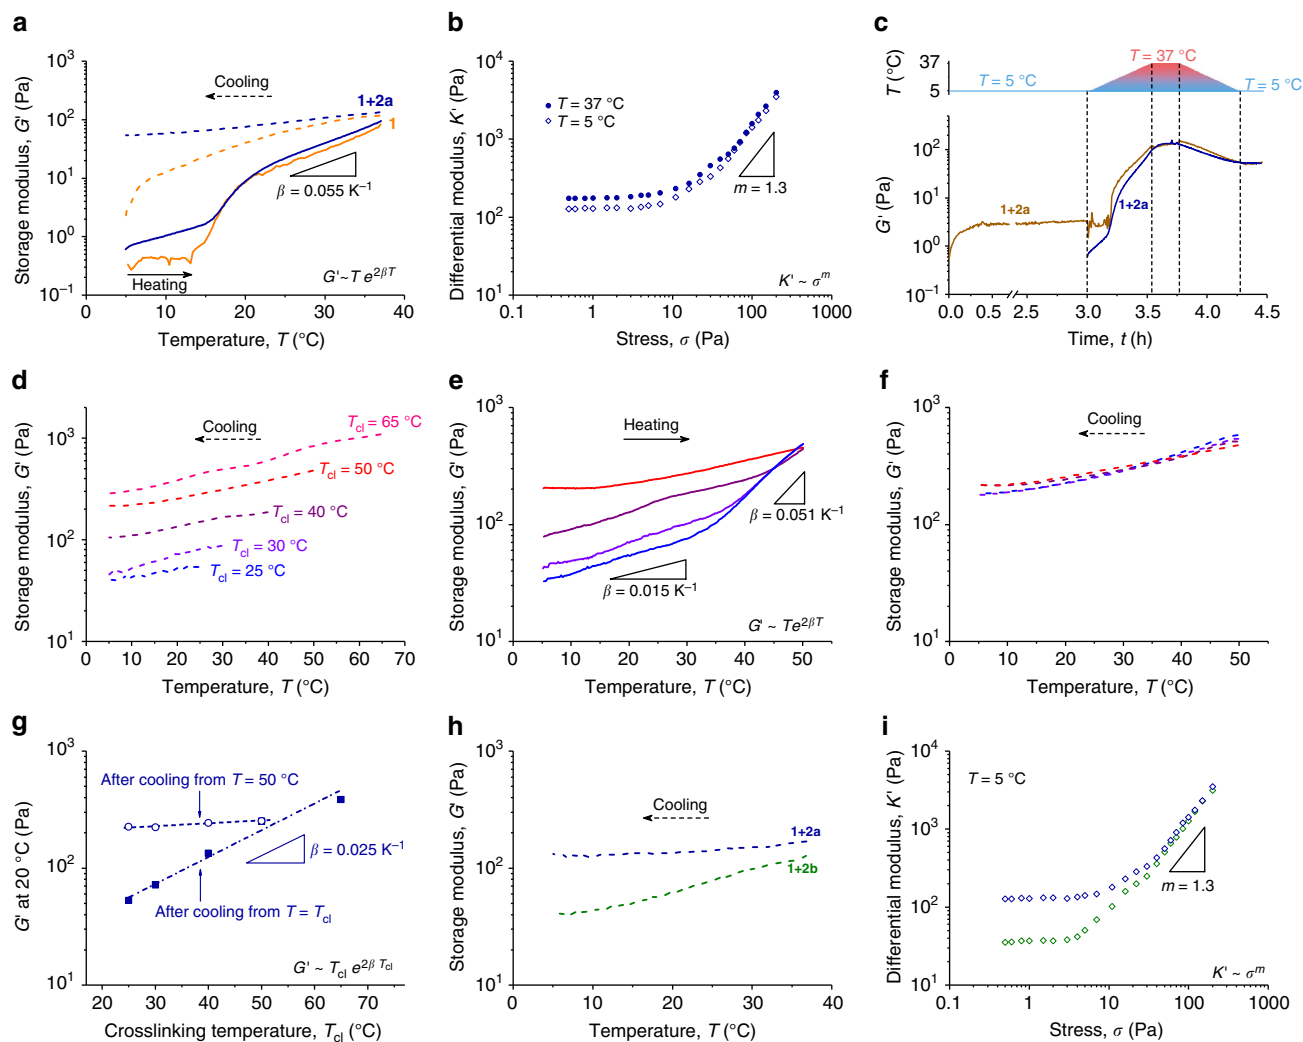 a
Storage modulus, G' (Pa)
10³
10²
10¹
10⁰
10⁻¹
Cooling
1+2a
1
β = 0.055 K⁻¹
Heating
G'~T e^{2βT}
0 10 20 30 40
Temperature, T (°C)
b
Differential modulus, K' (Pa)
10⁴
10³
10²
10¹
T = 37 °C
T = 5 °C
m = 1.3
K' ~ σ^m
0.1 1 10 100 1000
Stress, σ (Pa)
c
T (°C)
37
5
T = 37 °C
T = 5 °C
T = 5 °C
G' (Pa)
10²
10¹
10⁰
10⁻¹
1+2a
1+2a
0.0 0.5 2.5 3.0 3.5 4.0 4.5
Time, t (h)
d
Storage modulus, G' (Pa)
10³
10²
10¹
Cooling
T_cl = 65 °C
T_cl = 50 °C
T_cl = 40 °C
T_cl = 30 °C
T_cl = 25 °C
0 10 20 30 40 50 60 70
Temperature, T (°C)
e
Storage modulus, G' (Pa)
10³
10²
10¹
Heating
β = 0.051 K⁻¹
β = 0.015 K⁻¹
G' ~ Te^{2βT}
0 10 20 30 40 50
Temperature, T (°C)
f
Storage modulus, G' (Pa)
10³
10²
10¹
Cooling
0 10 20 30 40 50
Temperature, T (°C)
g
G' at 20 °C (Pa)
10³
10²
10¹
After cooling from T = 50 °C
β = 0.025 K⁻¹
After cooling from T = T_cl
G' ~ T_cl e^{2β T_cl}
20 30 40 50 60 70
Crosslinking temperature, T_cl (°C)
h
Storage modulus, G' (Pa)
10³
10²
10¹
Cooling
1+2a
1+2b
0 10 20 30 40
Temperature, T (°C)
i
Differential modulus, K' (Pa)
10⁴
10³
10²
10¹
T = 5 °C
m = 1.3
K' ~ σ^m
0.1 1 10 100 1000
Stress, σ (Pa)